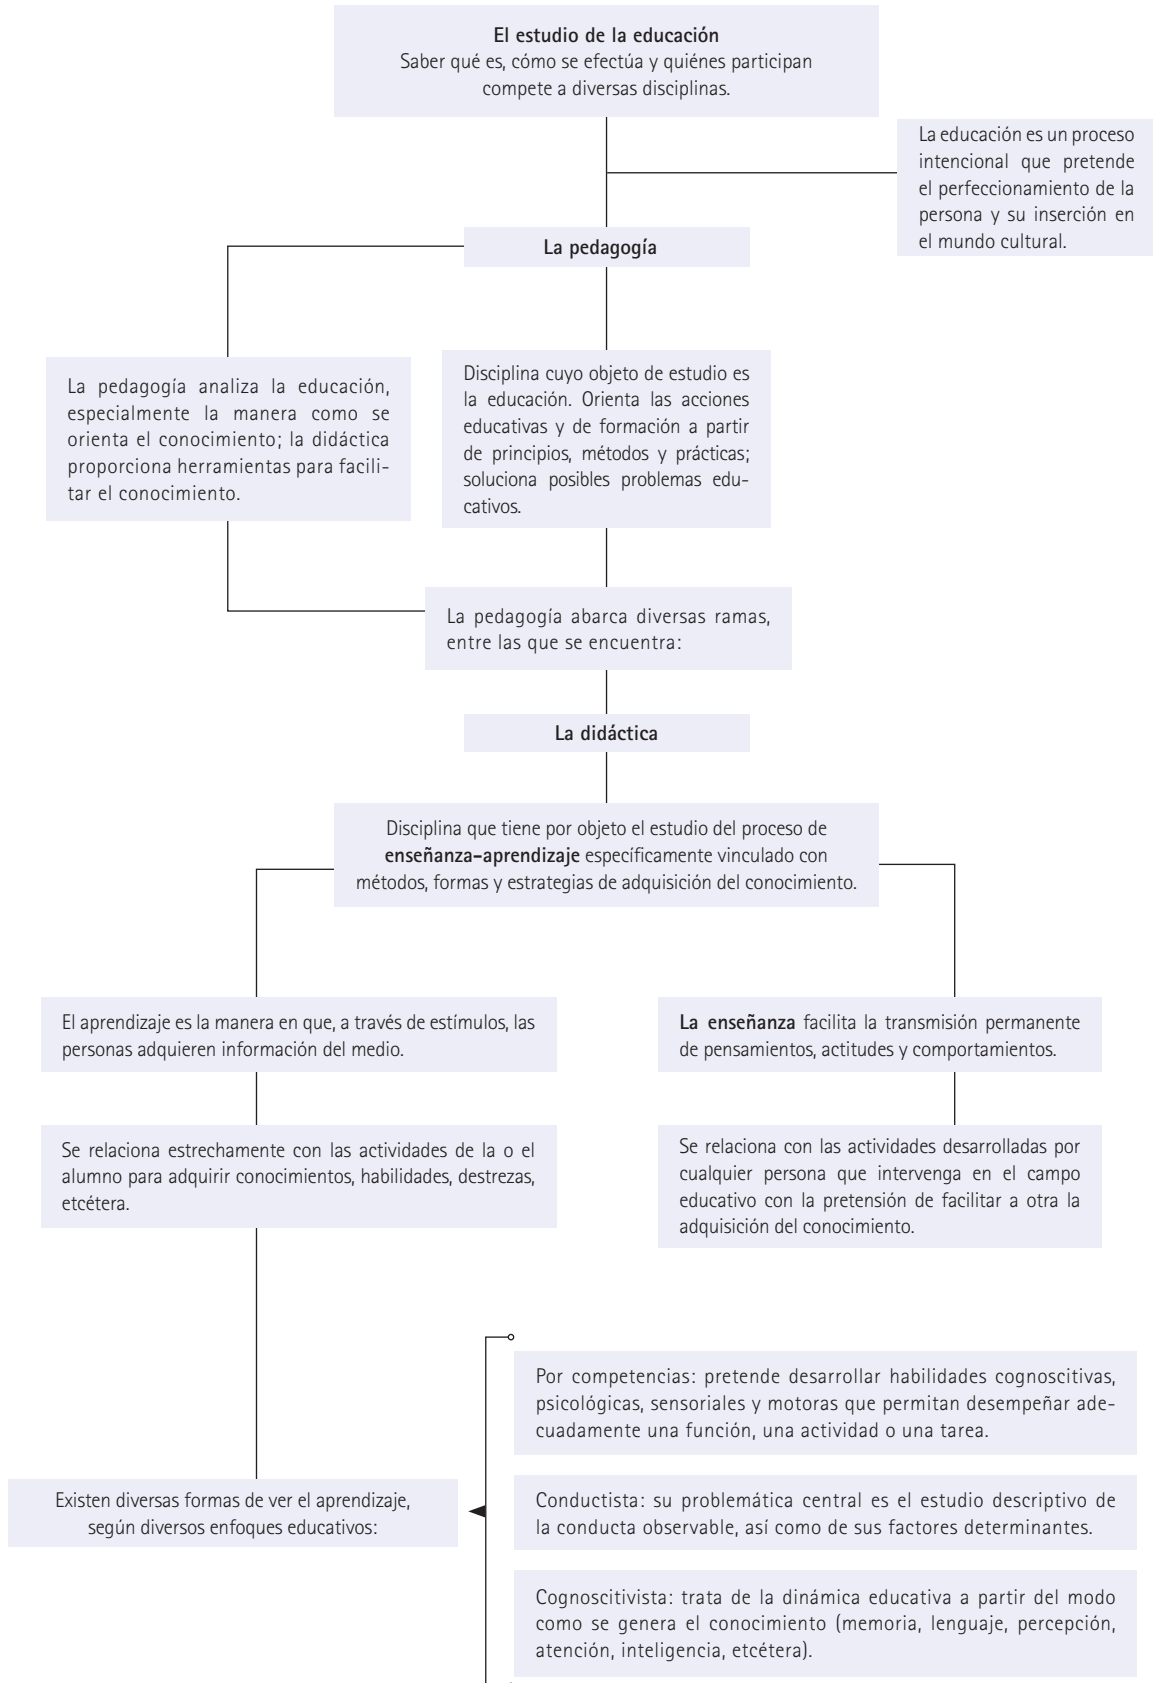 El estudio de la educación
Saber qué es, cómo se efectúa y quiénes participan
compete a diversas disciplinas.
La educación es un proceso
intencional que pretende
el perfeccionamiento de la
persona y su inserción en
el mundo cultural.
La pedagogía
La pedagogía analiza la educación,
especialmente la manera como se
orienta el conocimiento; la didáctica
proporciona herramientas para facili-
tar el conocimiento.
Disciplina cuyo objeto de estudio es
la educación. Orienta las acciones
educativas y de formación a partir
de principios, métodos y prácticas;
soluciona posibles problemas edu-
cativos.
La pedagogía abarca diversas ramas,
entre las que se encuentra:
La didáctica
Disciplina que tiene por objeto el estudio del proceso de
enseñanza-aprendizaje específicamente vinculado con
métodos, formas y estrategias de adquisición del conocimiento.
El aprendizaje es la manera en que, a través de estímulos, las
personas adquieren información del medio.
La enseñanza facilita la transmisión permanente
de pensamientos, actitudes y comportamientos.
Se relaciona estrechamente con las actividades de la o el
alumno para adquirir conocimientos, habilidades, destrezas,
etcétera.
Se relaciona con las actividades desarrolladas por
cualquier persona que intervenga en el campo
educativo con la pretensión de facilitar a otra la
adquisición del conocimiento.
Existen diversas formas de ver el aprendizaje,
según diversos enfoques educativos:
Por competencias: pretende desarrollar habilidades cognoscitivas,
psicológicas, sensoriales y motoras que permitan desempeñar ade-
cuadamente una función, una actividad o una tarea.
Conductista: su problemática central es el estudio descriptivo de
la conducta observable, así como de sus factores determinantes.
Cognoscitivista: trata de la dinámica educativa a partir del modo
como se genera el conocimiento (memoria, lenguaje, percepción,
atención, inteligencia, etcétera).